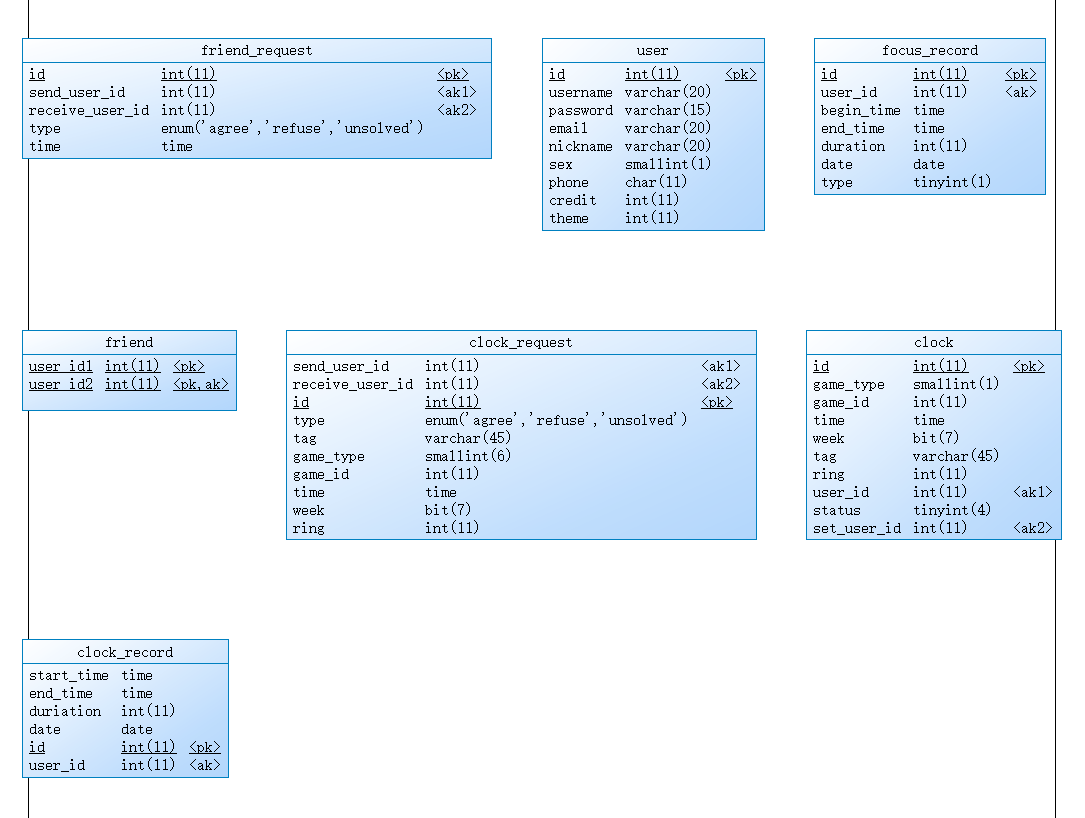 friend_request
id int(11) <pk>
send_user_id int(11) <ak1>
receive_user_id int(11) <ak2>
type enum('agree','refuse','unsolved')
time time
user
id int(11) <pk>
username varchar(20)
password varchar(15)
email varchar(20)
nickname varchar(20)
sex smallint(1)
phone char(11)
credit int(11)
theme int(11)
focus_record
id int(11) <pk>
user_id int(11) <ak>
begin_time time
end_time time
duration int(11)
date date
type tinyint(1)
friend
user_id1 int(11) <pk>
user_id2 int(11) <pk,ak>
clock_request
send_user_id int(11) <ak1>
receive_user_id int(11) <ak2>
id int(11) <pk>
type enum('agree','refuse','unsolved')
tag varchar(45)
game_type smallint(6)
game_id int(11)
time time
week bit(7)
ring int(11)
clock
id int(11) <pk>
game_type smallint(1)
game_id int(11)
time time
week bit(7)
tag varchar(45)
ring int(11)
user_id int(11) <ak1>
status tinyint(4)
set_user_id int(11) <ak2>
clock_record
start_time time
end_time time
duriation int(11)
date date
id int(11) <pk>
user_id int(11) <ak>